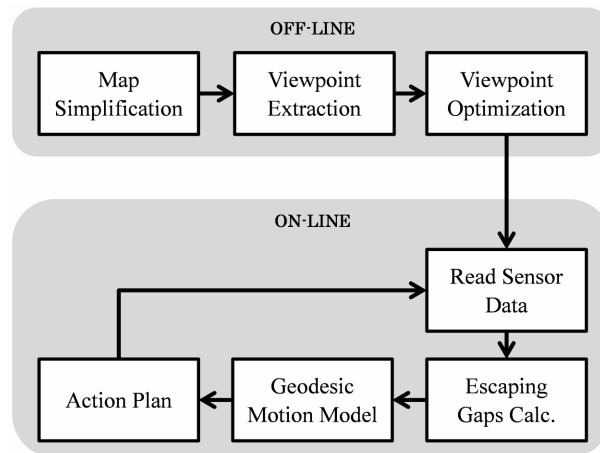 OFF-LINE
Map
Simplification
Viewpoint
Extraction
Viewpoint
Optimization
ON-LINE
Read Sensor
Data
Action Plan
Geodesic
Motion Model
Escaping
Gaps Calc.